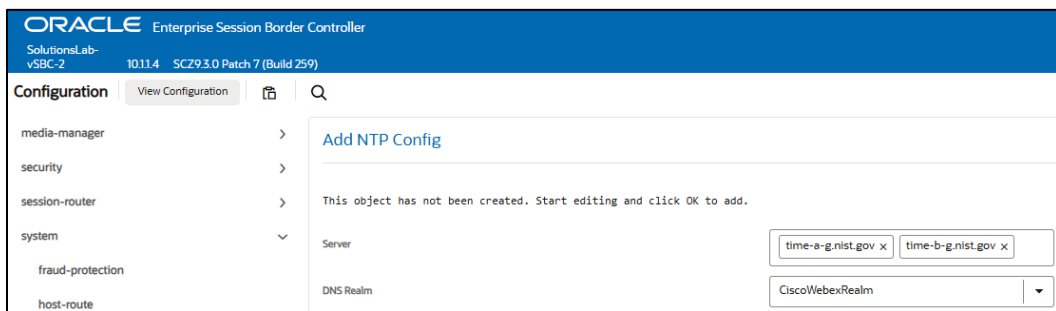 ORACLE Enterprise Session Border Controller
SolutionsLab-
vSBC-2 10.1.1.4 SCZ9.3.0 Patch 7 (Build 259)
Configuration View Configuration
media-manager
security
session-router
system
fraud-protection
host-route
Add NTP Config
This object has not been created. Start editing and click OK to add.
Server time-a-g.nist.gov x time-b-g.nist.gov x
DNS Realm CiscoWebexRealm